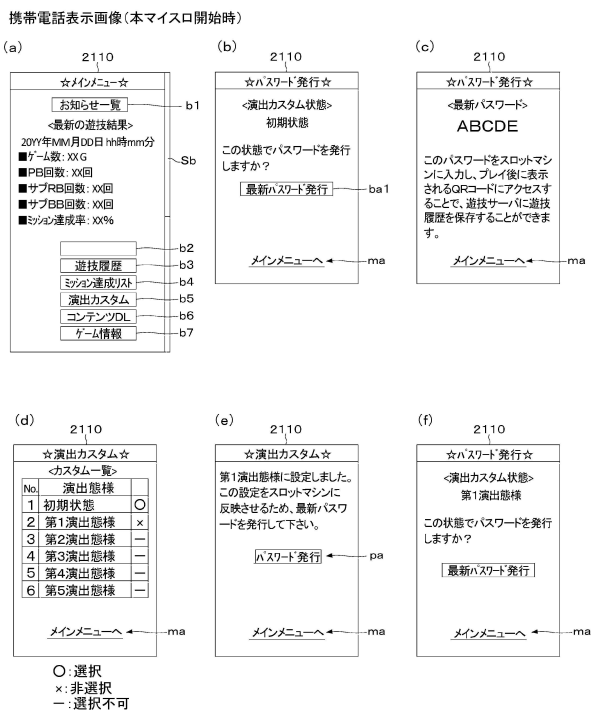 携帯電話表示画像(本マイスロ開始時)
(a)
2110
☆メインメニュー☆
お知らせ一覧
b1
<最新の遊技結果>
20YY年MM月DD日 hh時mm分
■ゲーム数:XXG
Sb
■PB回数:XX回
■サブRB回数:XX回
■サブBB回数:XX回
■ミッション達成率:XX%
b2
遊技履歴
b3
ミッション達成リスト
b4
演出カスタム
b5
コンテンツDL
b6
ゲーム情報
b7
(b)
2110
☆パスワード発行☆
<演出カスタム状態>
初期状態
この状態でパスワードを発行
しますか?
最新パスワード発行
ba1
メインメニューへ
ma
(c)
2110
☆パスワード発行☆
<最新パスワード>
ABCDE
このパスワードをスロットマシ
ンに入力し、プレイ後に表示
されるQRコードにアクセスす
ることで、遊技サーバに遊技
履歴を保存することができま
す。
メインメニューへ
ma
(d)
2110
☆演出カスタム☆
<カスタム一覧>
No. 演出態様
1 初期状態 〇
2 第1演出態様 ×
3 第2演出態様 ー
4 第3演出態様 ー
5 第4演出態様 ー
6 第5演出態様 ー
メインメニューへ
ma
〇:選択
×:非選択
ー:選択不可
(e)
2110
☆演出カスタム☆
第1演出態様に設定しました。
この設定をスロットマシンに
反映させるため、最新パスワ
ードを発行して下さい。
パスワード発行
pa
メインメニューへ
ma
(f)
2110
☆パスワード発行☆
<演出カスタム状態>
第1演出態様
この状態でパスワードを発行
しますか?
最新パスワード発行
メインメニューへ
ma